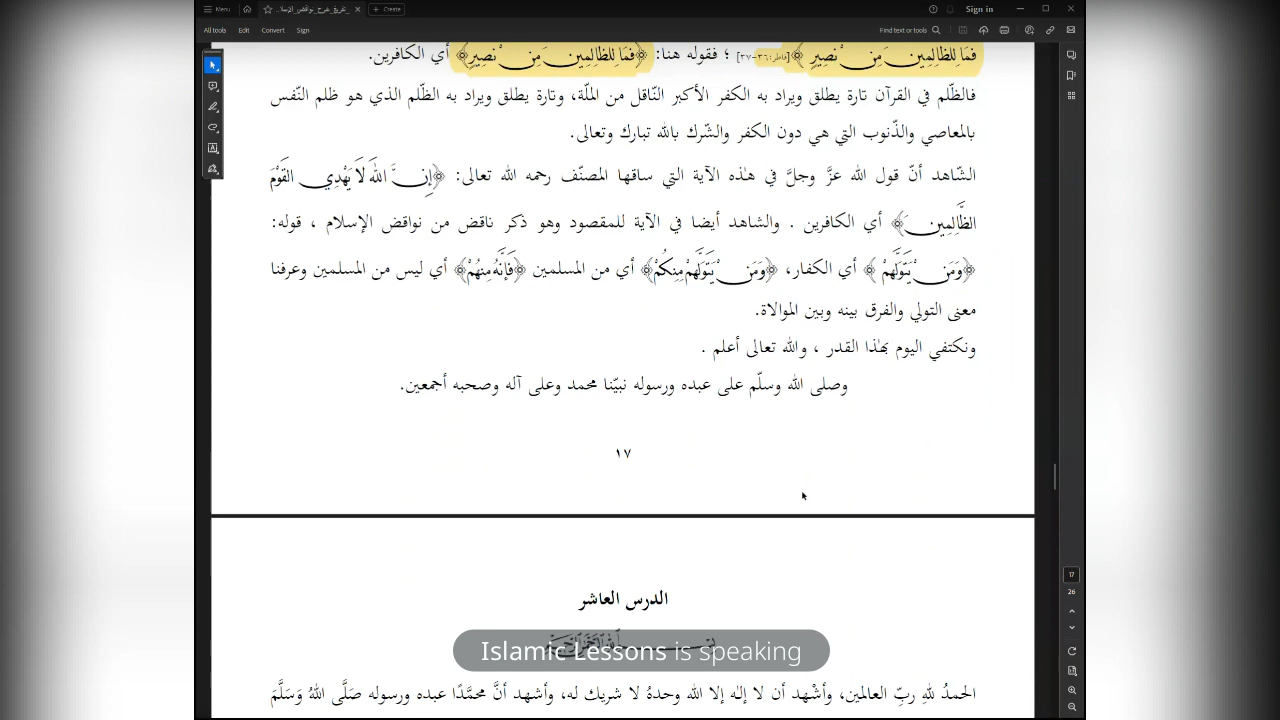 Menu
تفريغ_شرح_نواقض_الإسلا...
Create
Sign in
All tools Edit Convert Sign
Find text or tools
فَمَا لِلظَّالِمِينَ مِن نَّصِيرٍ ﴾ [فاطر:٣٦-٣٧] ؛ فقوله هنا: ﴿فَمَا لِلظَّالِمِينَ مِن نَّصِيرٍ﴾ أي الكافرين.
فالظّلم في القرآن تارة يطلق ويراد به الكفر الأكبر النّاقل من الملّة، وتارة يطلق ويراد به الظّلم الذي هو ظلم النّفس
بالمعاصي والذّنوب التي هي دون الكفر والشّرك بالله تبارك وتعالى.
الشّاهد أنّ قول الله عزَّ وجلَّ في هذه الآية التي ساقها المصنّف رحمه الله تعالى: ﴿إِنَّ اللَّهَ لَا يَهْدِي الْقَوْمَ
الظَّالِمِينَ﴾ أي الكافرين . والشاهد أيضا في الآية للمقصود وهو ذكر ناقض من نواقض الإسلام ، قوله:
﴿وَمَن يَتَوَلَّهُمْ ﴾ أي الكفار، ﴿وَمَن يَتَوَلَّهُمْ مِنكُمْ﴾ أي من المسلمين ﴿فَإِنَّهُ مِنْهُمْ﴾ أي ليس من المسلمين وعرفنا
معنى التولي والفرق بينه وبين الموالاة.
ونكتفي اليوم بهذا القدر ، والله تعالى أعلم .
وصلى الله وسلّم على عبده ورسوله نبيّنا محمد وعلى آله وصحبه أجمعين.
١٧
17
26
الدرس العاشر
Islamic Lessons is speaking
الحمدُ للهِ ربِّ العالمين، وأشْهد أن لا إله إلا الله وحدهُ لا شريك له، وأشهد أنَّ محمَّدًا عبده ورسوله صَلَّى اللهُ وَسَلَّمَ